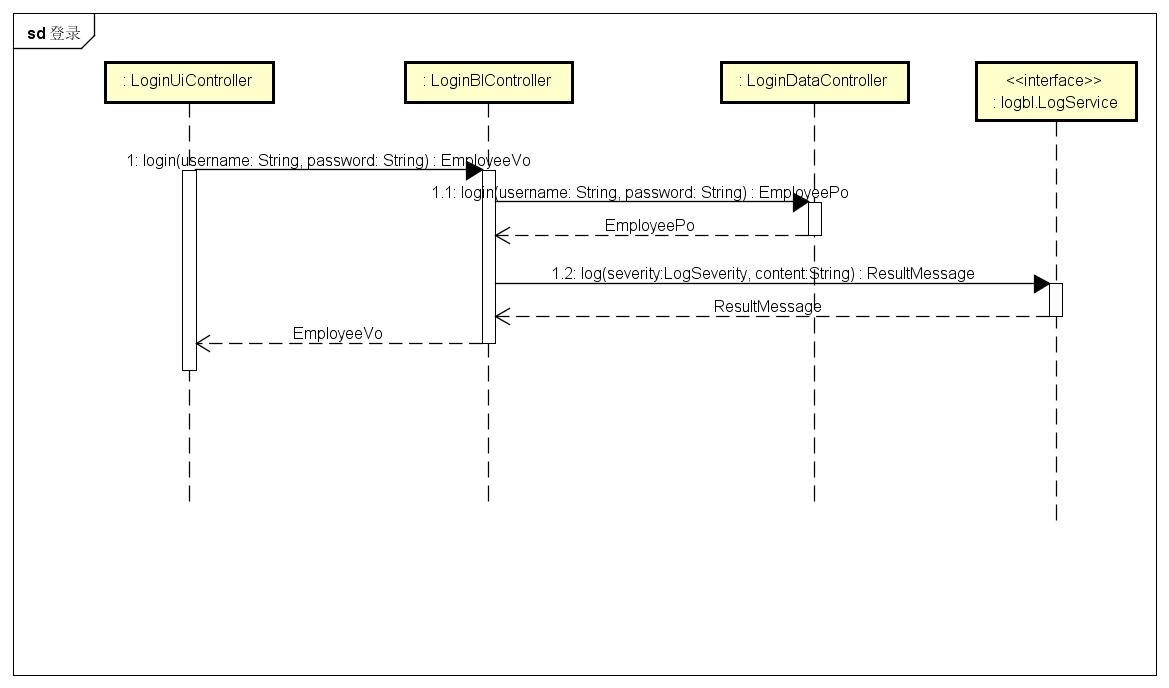 sd 登录
: LoginUiController
: LoginBlController
: LoginDataController
<<interface>>
: logbl.LogService
1: login(username: String, password: String) : EmployeeVo
1.1: login(username: String, password: String) : EmployeePo
EmployeePo
1.2: log(severity:LogSeverity, content:String) : ResultMessage
ResultMessage
EmployeeVo